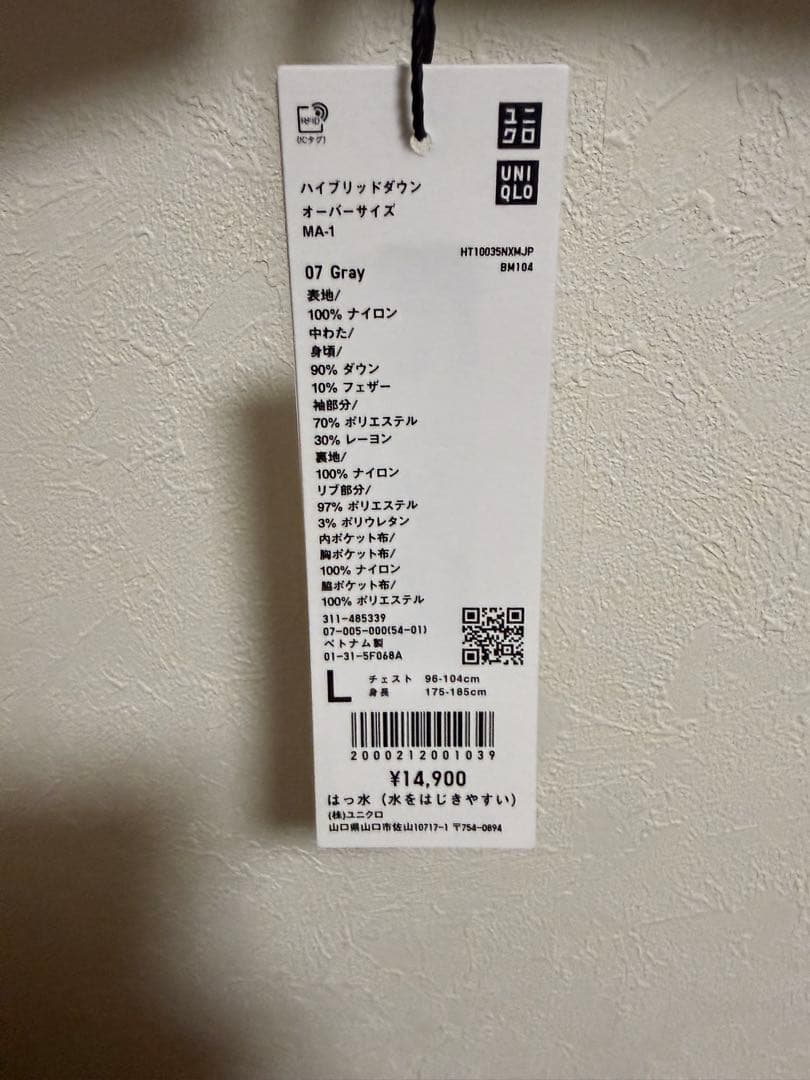 RFID
(ICタグ)
ユニ
クロ
UNI
QLO
ハイブリッドダウン
オーバーサイズ
MA-1
HT10035NXMJP
BM104
07 Gray
表地/
100% ナイロン
中わた/
身頃/
90% ダウン
10% フェザー
袖部分/
70% ポリエステル
30% レーヨン
裏地/
100% ナイロン
リブ部分/
97% ポリエステル
3% ポリウレタン
内ポケット布/
胸ポケット布/
100% ナイロン
脇ポケット布/
100% ポリエステル
311-485339
07-005-000(54-01)
ベトナム製
01-31-5F068A
L チェスト 96-104cm
身長 175-185cm
2000212001039
¥14,900
はっ水 (水をはじきやすい)
(株)ユニクロ
山口県山口市佐山10717-1 〒754-0894